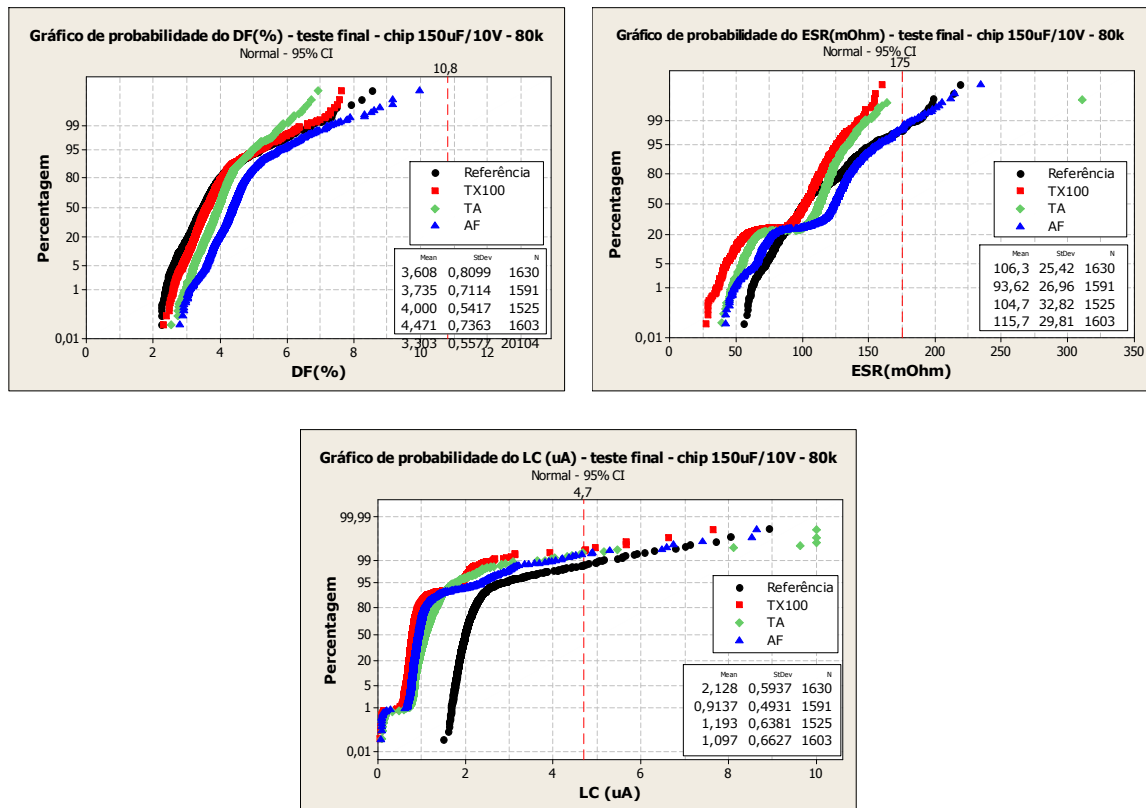 Gráfico de probabilidade do DF(%) - teste final - chip 150uF/10V - 80k
Normal - 95% CI
10,8
99
95
80
50
20
5
1
0,01
Percentagem
0 2 4 6 8 10 12
DF(%)
Referência
TX100
TA
AF
Mean StDev N
3,608 0,8099 1630
3,735 0,7114 1591
4,000 0,5417 1525
4,471 0,7363 1603
3,303 0,5577 20104
Gráfico de probabilidade do ESR(mOhm) - teste final - chip 150uF/10V - 80k
Normal - 95% CI
175
99
95
80
50
20
5
1
0,01
Percentagem
0 50 100 150 200 250 300 350
ESR(mOhm)
Referência
TX100
TA
AF
Mean StDev N
106,3 25,42 1630
93,62 26,96 1591
104,7 32,82 1525
115,7 29,81 1603
Gráfico de probabilidade do LC (uA) - teste final - chip 150uF/10V - 80k
Normal - 95% CI
4,7
99,99
99
95
80
50
20
5
1
0,01
Percentagem
0 2 4 6 8 10
LC (uA)
Referência
TX100
TA
AF
Mean StDev N
2,128 0,5937 1630
0,9137 0,4931 1591
1,193 0,6381 1525
1,097 0,6627 1603